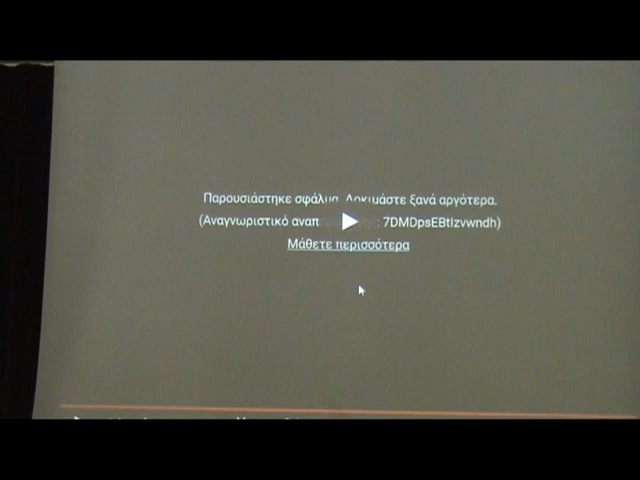 Παρουσιάστηκε σφάλμα. Δοκιμάστε ξανά αργότερα.
(Αναγνωριστικό 7DMDpsEBtIzvwndh)
Μάθετε περισσότερα